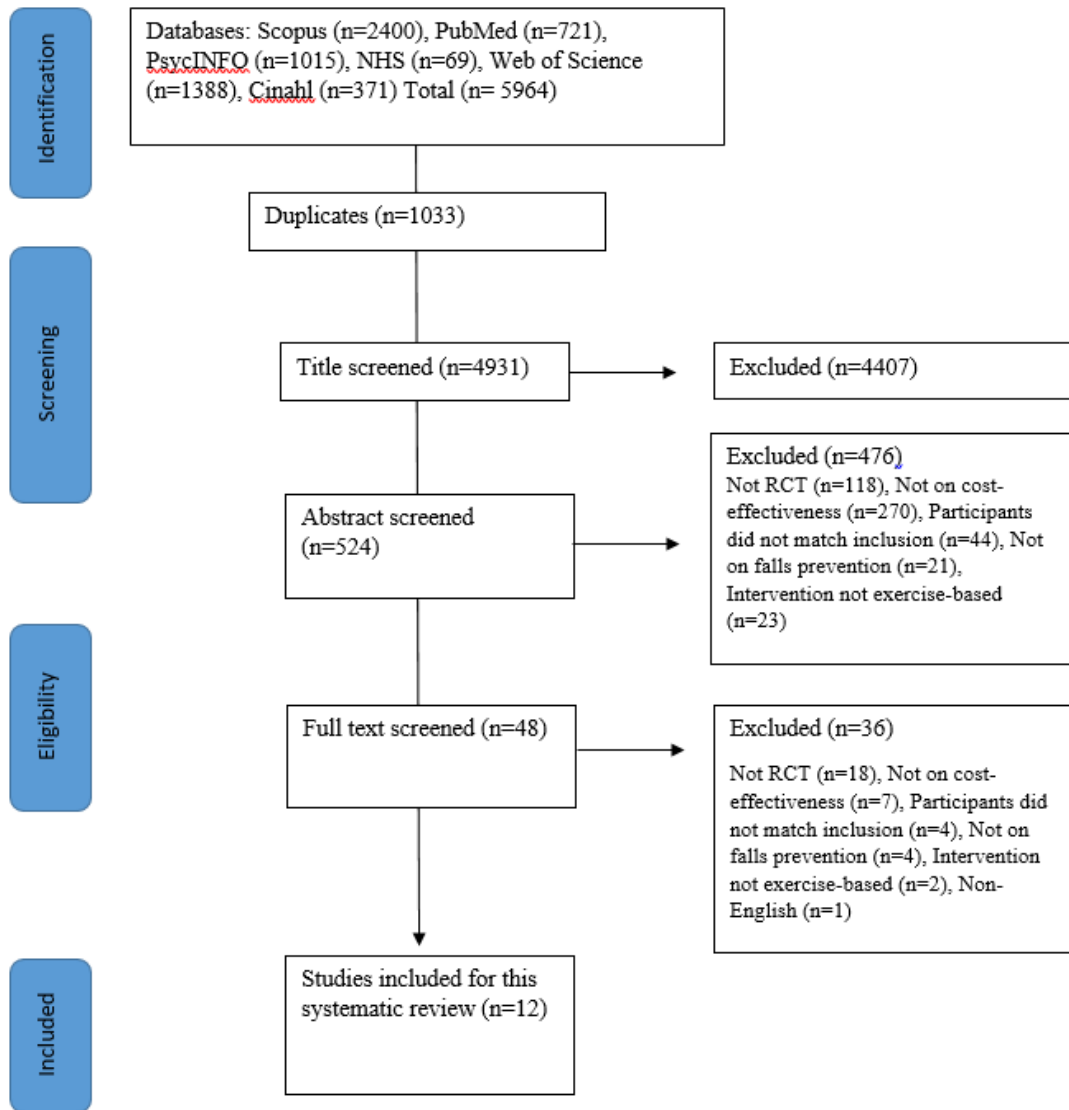 Identification
Databases: Scopus (n=2400), PubMed (n=721),
PsycINFO (n=1015), NHS (n=69), Web of Science
(n=1388), Cinahl (n=371) Total (n= 5964)
Duplicates (n=1033)
Screening
Title screened (n=4931)
Excluded (n=4407)
Abstract screened
(n=524)
Excluded (n=476)
Not RCT (n=118), Not on cost-
effectiveness (n=270), Participants
did not match inclusion (n=44), Not
on falls prevention (n=21),
Intervention not exercise-based
(n=23)
Eligibility
Full text screened (n=48)
Excluded (n=36)
Not RCT (n=18), Not on cost-
effectiveness (n=7), Participants did
not match inclusion (n=4), Not on
falls prevention (n=4), Intervention
not exercise-based (n=2), Non-
English (n=1)
Included
Studies included for this
systematic review (n=12)